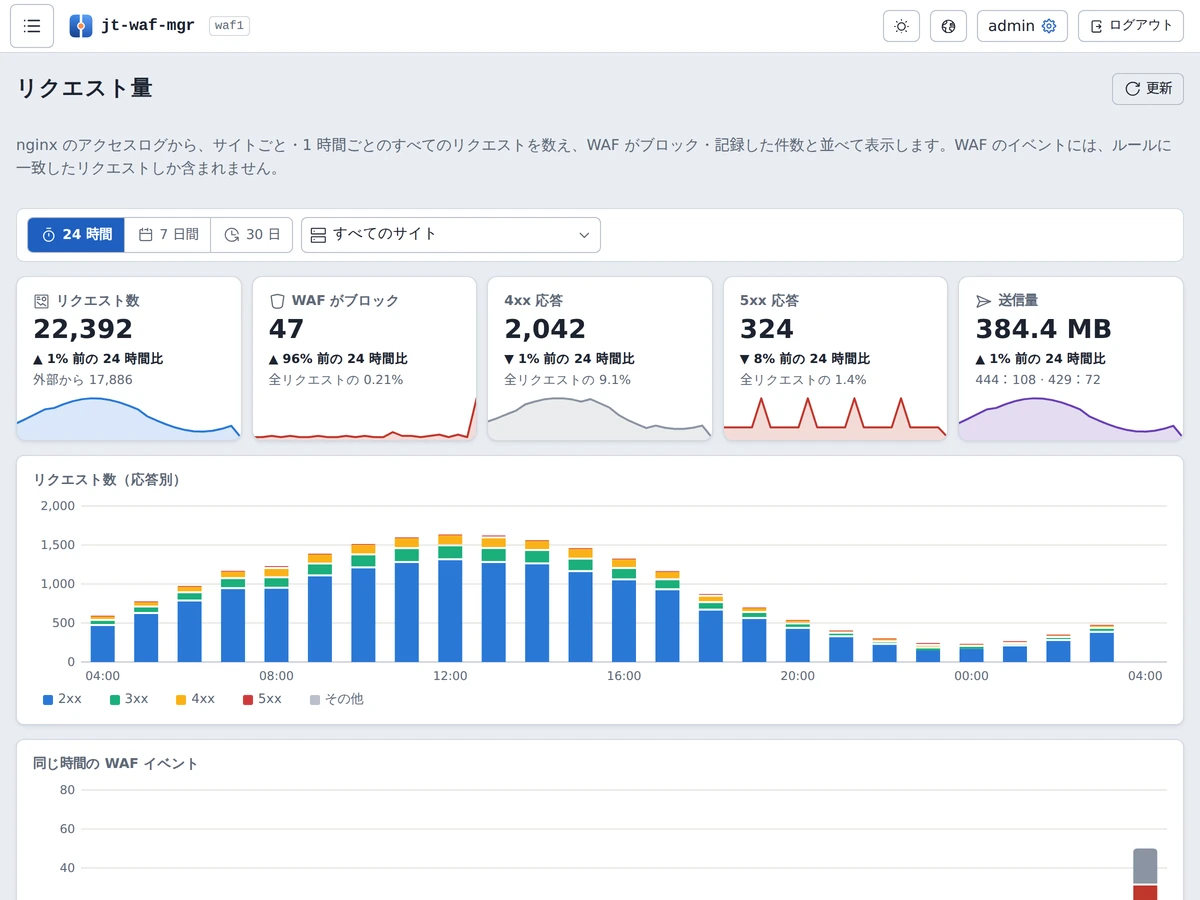 jt-waf-mgr waf1 admin ログアウト
リクエスト量 更新
nginx のアクセスログから、サイトごと・1 時間ごとのすべてのリクエストを数え、WAF がブロック・記録した件数と並べて表示します。WAF のイベントには、ルールに
一致したリクエストしか含まれません。
24 時間 7 日間 30 日 すべてのサイト
リクエスト数 WAF がブロック 4xx 応答 5xx 応答 送信量
22,392 47 2,042 324 384.4 MB
▲ 1% 前の 24 時間比 ▲ 96% 前の 24 時間比 ▼ 1% 前の 24 時間比 ▼ 8% 前の 24 時間比 ▲ 1% 前の 24 時間比
外部から 17,886 全リクエストの 0.21% 全リクエストの 9.1% 全リクエストの 1.4% 444：108 · 429：72
リクエスト数（応答別）
2,000
1,500
1,000
500
0
04:00 08:00 12:00 16:00 20:00 00:00 04:00
2xx 3xx 4xx 5xx その他
同じ時間の WAF イベント
80
60
40